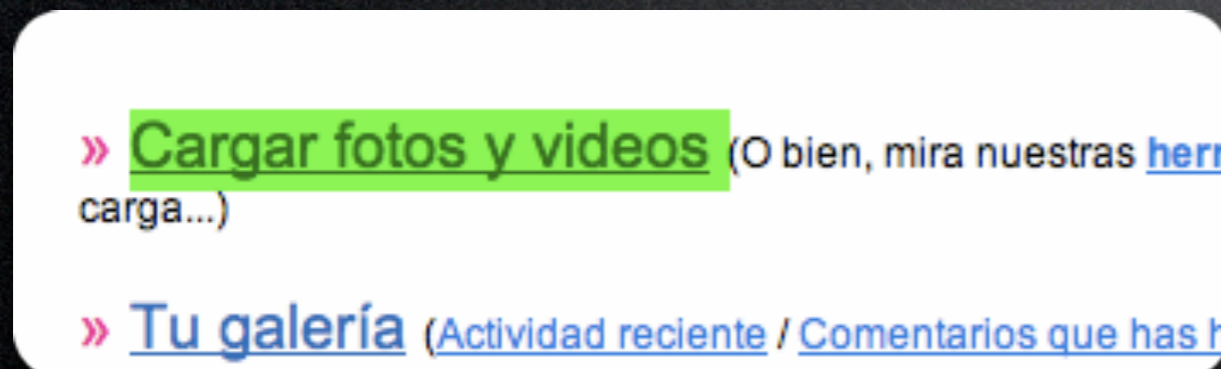 » Cargar fotos y videos (O bien, mira nuestras
carga...)
» Tu galería (Actividad reciente / Comentarios que has